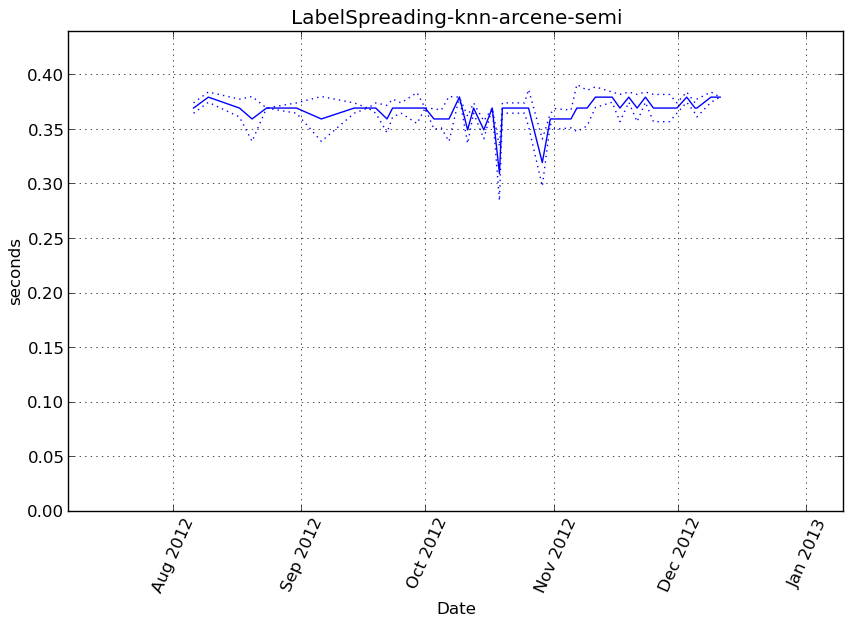 LabelSpreading-knn-arcene-semi
0.40
0.35
0.30
0.25
0.20
0.15
0.10
0.05
0.00
seconds
Aug 2012
Sep 2012
Oct 2012
Nov 2012
Dec 2012
Jan 2013
Date